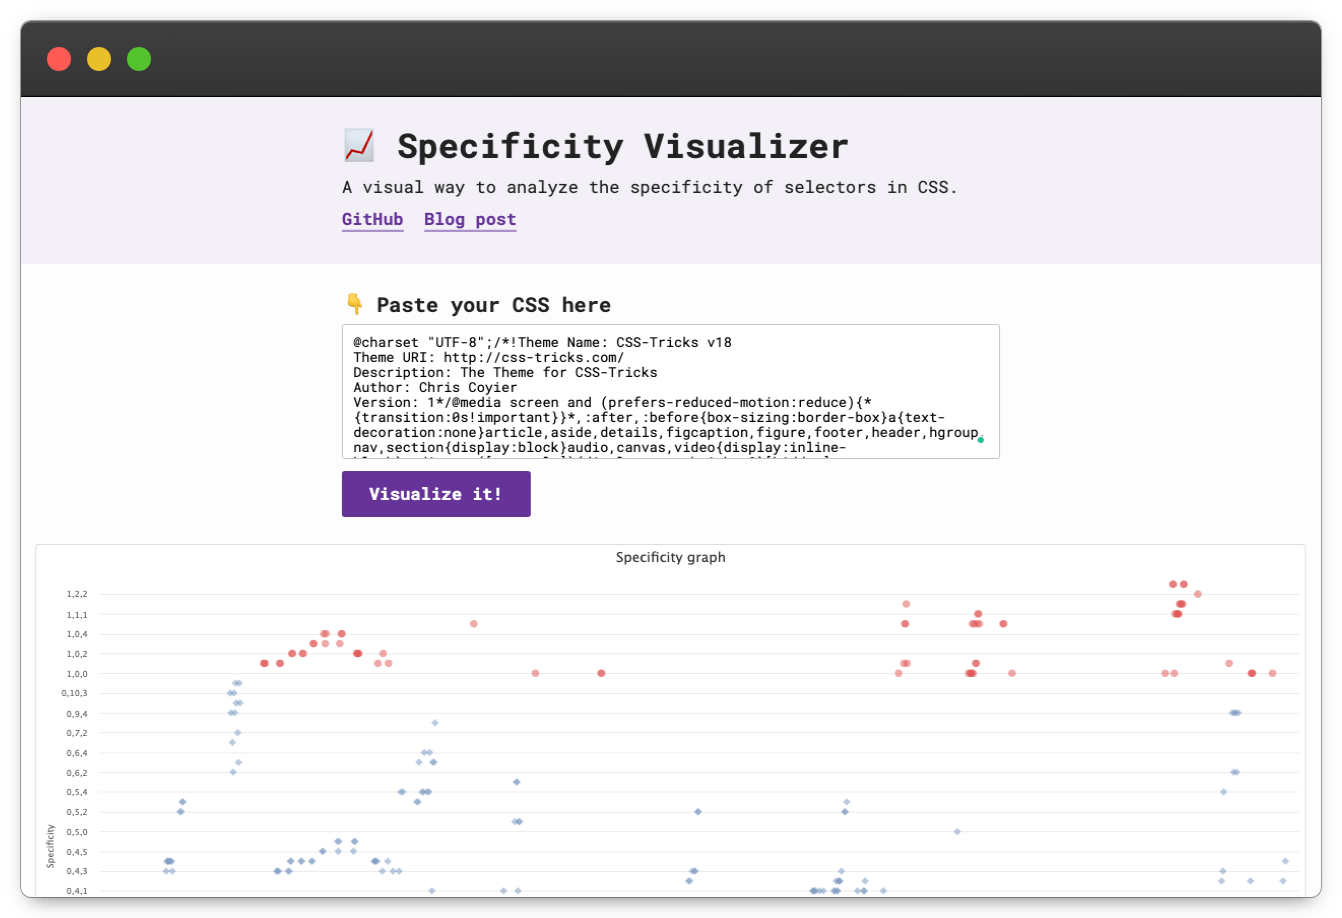 Specificity Visualizer
A visual way to analyze the specificity of selectors in CSS.
GitHub Blog post
Paste your CSS here
@charset "UTF-8";/*!Theme Name: CSS-Tricks v18
Theme URI: http://css-tricks.com/
Description: The Theme for CSS-Tricks
Author: Chris Coyier
Version: 1*/@media screen and (prefers-reduced-motion:reduce){*
{transition:0s!important}}*,:after,:before{box-sizing:border-box}a{text-
decoration:none}article,aside,details,figcaption,figure,footer,header,hgroup,
nav,section{display:block}audio,canvas,video{display:inline-
Visualize it!
Specificity graph
1,2,2
1,1,1
1,0,4
1,0,2
1,0,0
0,10,3
0,9,4
0,7,2
0,6,4
0,6,2
0,5,4
0,5,2
0,5,0
0,4,5
0,4,3
0,4,1
Specificity